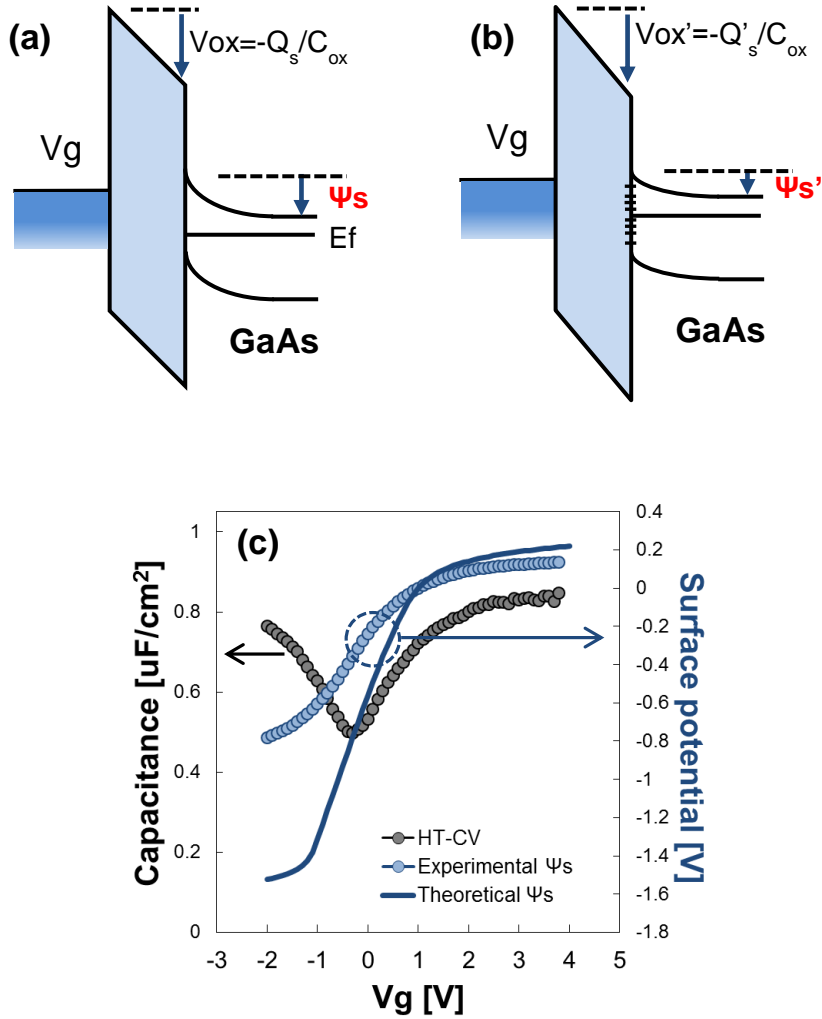 (a)
Vox=-Qs/Cox
Vg
Ψs
Ef
GaAs
(b)
Vox’=-Q’s/Cox
Vg
Ψs’
GaAs
(c)
Capacitance [uF/cm²]
1
0.8
0.6
0.4
0.2
0
0.4
0.2
0
-0.2
-0.4
-0.6
-0.8
-1
-1.2
-1.4
-1.6
-1.8
Surface potential [V]
HT-CV
Experimental Ψs
Theoretical Ψs
-3 -2 -1 0 1 2 3 4 5
Vg [V]